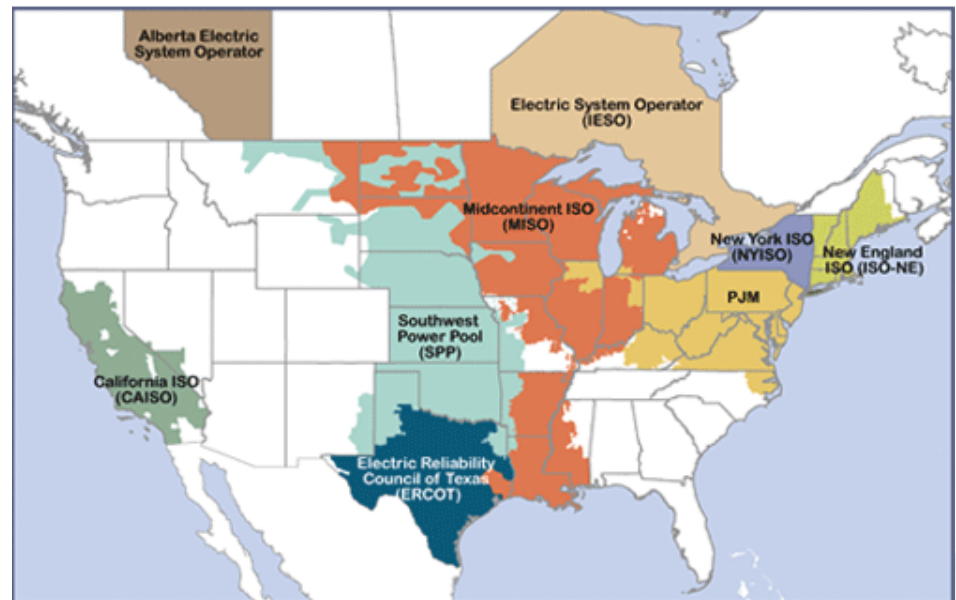 Alberta Electric
System Operator
Electric System Operator
(IESO)
Midcontinent ISO
(MISO)
New York ISO
(NYISO)
New England
ISO (ISO-NE)
PJM
Southwest
Power Pool
(SPP)
California ISO
(CAISO)
Electric Reliability
Council of Texas
(ERCOT)